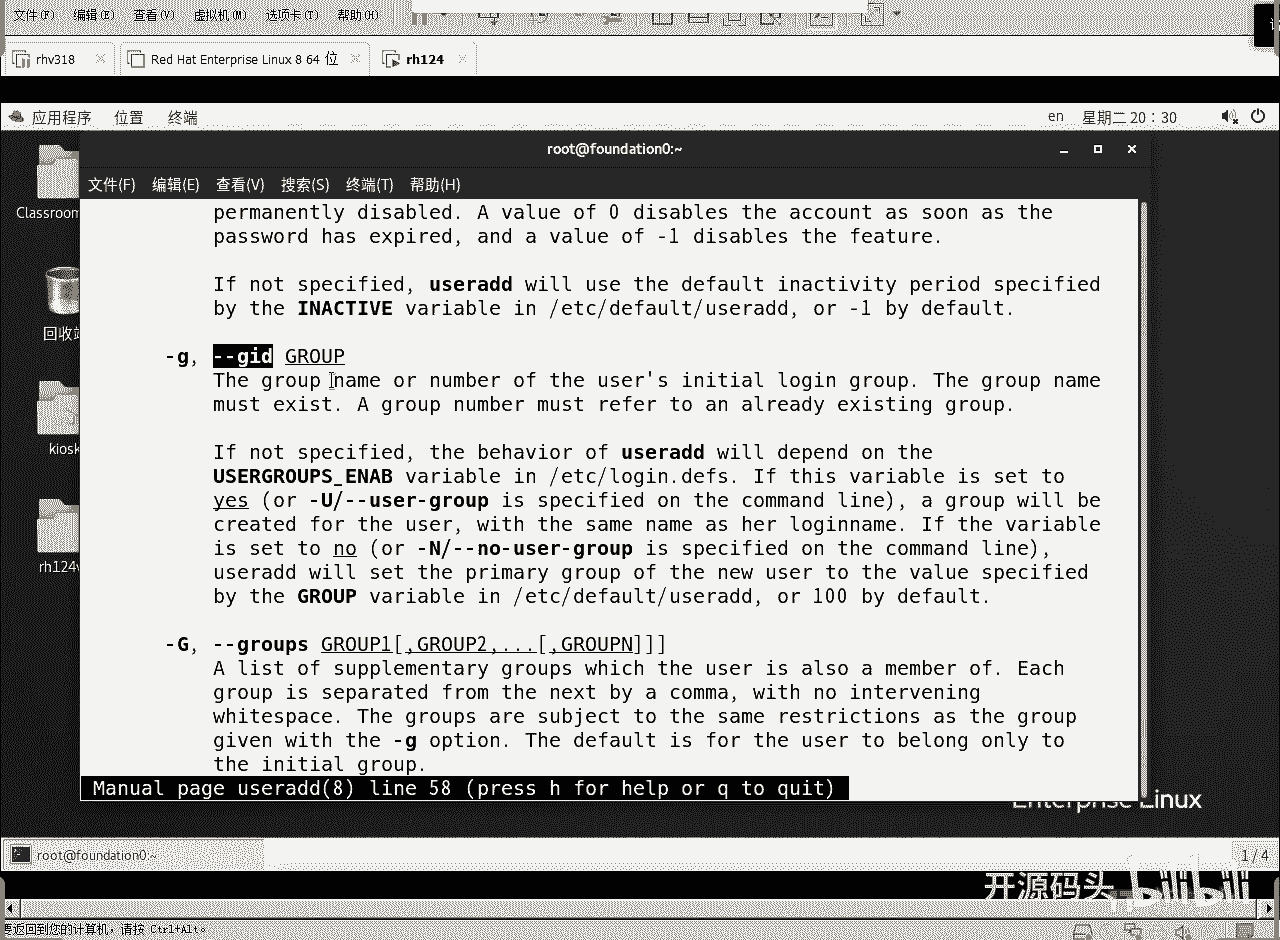 文件(F) 编辑(E) 查看(V) 虚拟机(M) 选项卡(T) 帮助(H)
rhv318 Red Hat Enterprise Linux 8 64 位 rh124
应用程序 位置 终端 en 星期二 20：30
root@foundation0:~
文件(F) 编辑(E) 查看(V) 搜索(S) 终端(T) 帮助(H)
Classroom
回收站
kiosk
rh124
permanently disabled. A value of 0 disables the account as soon as the
password has expired, and a value of -1 disables the feature.
If not specified, useradd will use the default inactivity period specified
by the INACTIVE variable in /etc/default/useradd, or -1 by default.
-g, --gid GROUP
The group name or number of the user's initial login group. The group name
must exist. A group number must refer to an already existing group.
If not specified, the behavior of useradd will depend on the
USERGROUPS_ENAB variable in /etc/login.defs. If this variable is set to
yes (or -U/--user-group is specified on the command line), a group will be
created for the user, with the same name as her loginname. If the variable
is set to no (or -N/--no-user-group is specified on the command line),
useradd will set the primary group of the new user to the value specified
by the GROUP variable in /etc/default/useradd, or 100 by default.
-G, --groups GROUP1[,GROUP2,...[,GROUPN]]]
A list of supplementary groups which the user is also a member of. Each
group is separated from the next by a comma, with no intervening
whitespace. The groups are subject to the same restrictions as the group
given with the -g option. The default is for the user to belong only to
the initial group.
Manual page useradd(8) line 58 (press h for help or q to quit)
Enterprise Linux
root@foundation0:~ 1/4
开源码头 bilibili
要返回到您的计算机，请按 Ctrl+Alt。